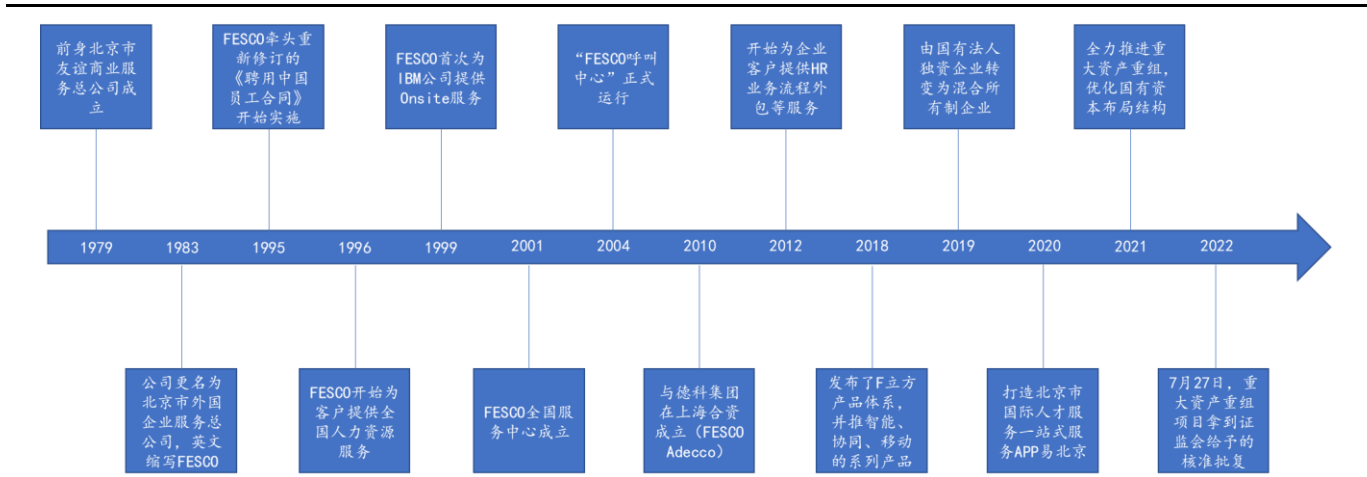 前身北京市
友谊商业服
务总公司成
立
FESCO牵头重
新修订的
《聘用中国
员工合同》
开始实施
FESCO首次为
IBM公司提供
Onsite服务
“FESCO呼叫
中心”正式
运行
开始为企业
客户提供HR
业务流程外
包等服务
由国有法人
独资企业转
变为混合所
有制企业
全力推进重
大资产重组,
优化国有资
本布局结构
1979
1983
1995
1996
1999
2001
2004
2010
2012
2018
2019
2020
2021
2022
公司更名为
北京市外国
企业服务总
公司，英文
缩写FESCO
FESCO开始为
客户提供全
国人力资源
服务
FESCO全国服
务中心成立
与德科集团
在上海合资
成立（FESCO
Adecco）
发布了F立方
产品体系，
并推智能、
协同、移动
的系列产品
打造北京市
国际人才服
务一站式服
务APP易北京
7月27日，重
大资产重组
项目拿到证
监会给予的
核准批复